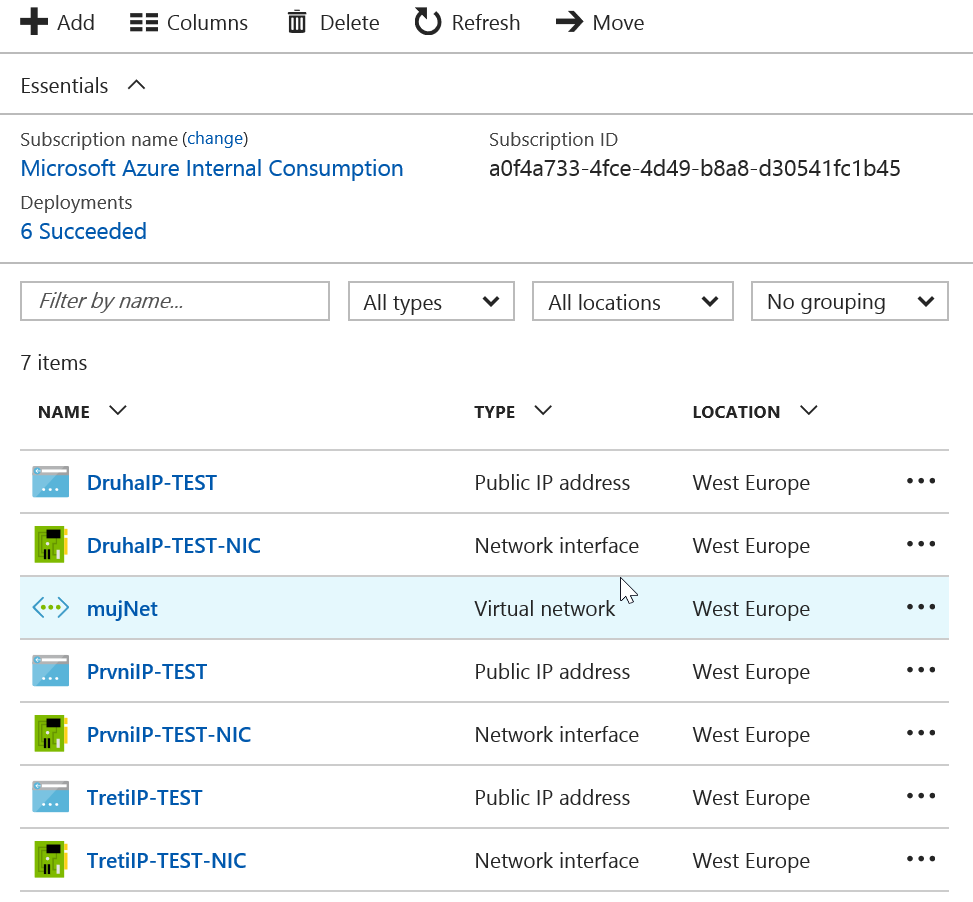 Add Columns Delete Refresh Move
Essentials
Subscription name (change) Subscription ID
Microsoft Azure Internal Consumption a0f4a733-4fce-4d49-b8a8-d30541fc1b45
Deployments
6 Succeeded
Filter by name... All types All locations No grouping
7 items
NAME TYPE LOCATION
DruhaIP-TEST Public IP address West Europe
DruhaIP-TEST-NIC Network interface West Europe
mujNet Virtual network West Europe
PrvniIP-TEST Public IP address West Europe
PrvniIP-TEST-NIC Network interface West Europe
TretiIP-TEST Public IP address West Europe
TretiIP-TEST-NIC Network interface West Europe